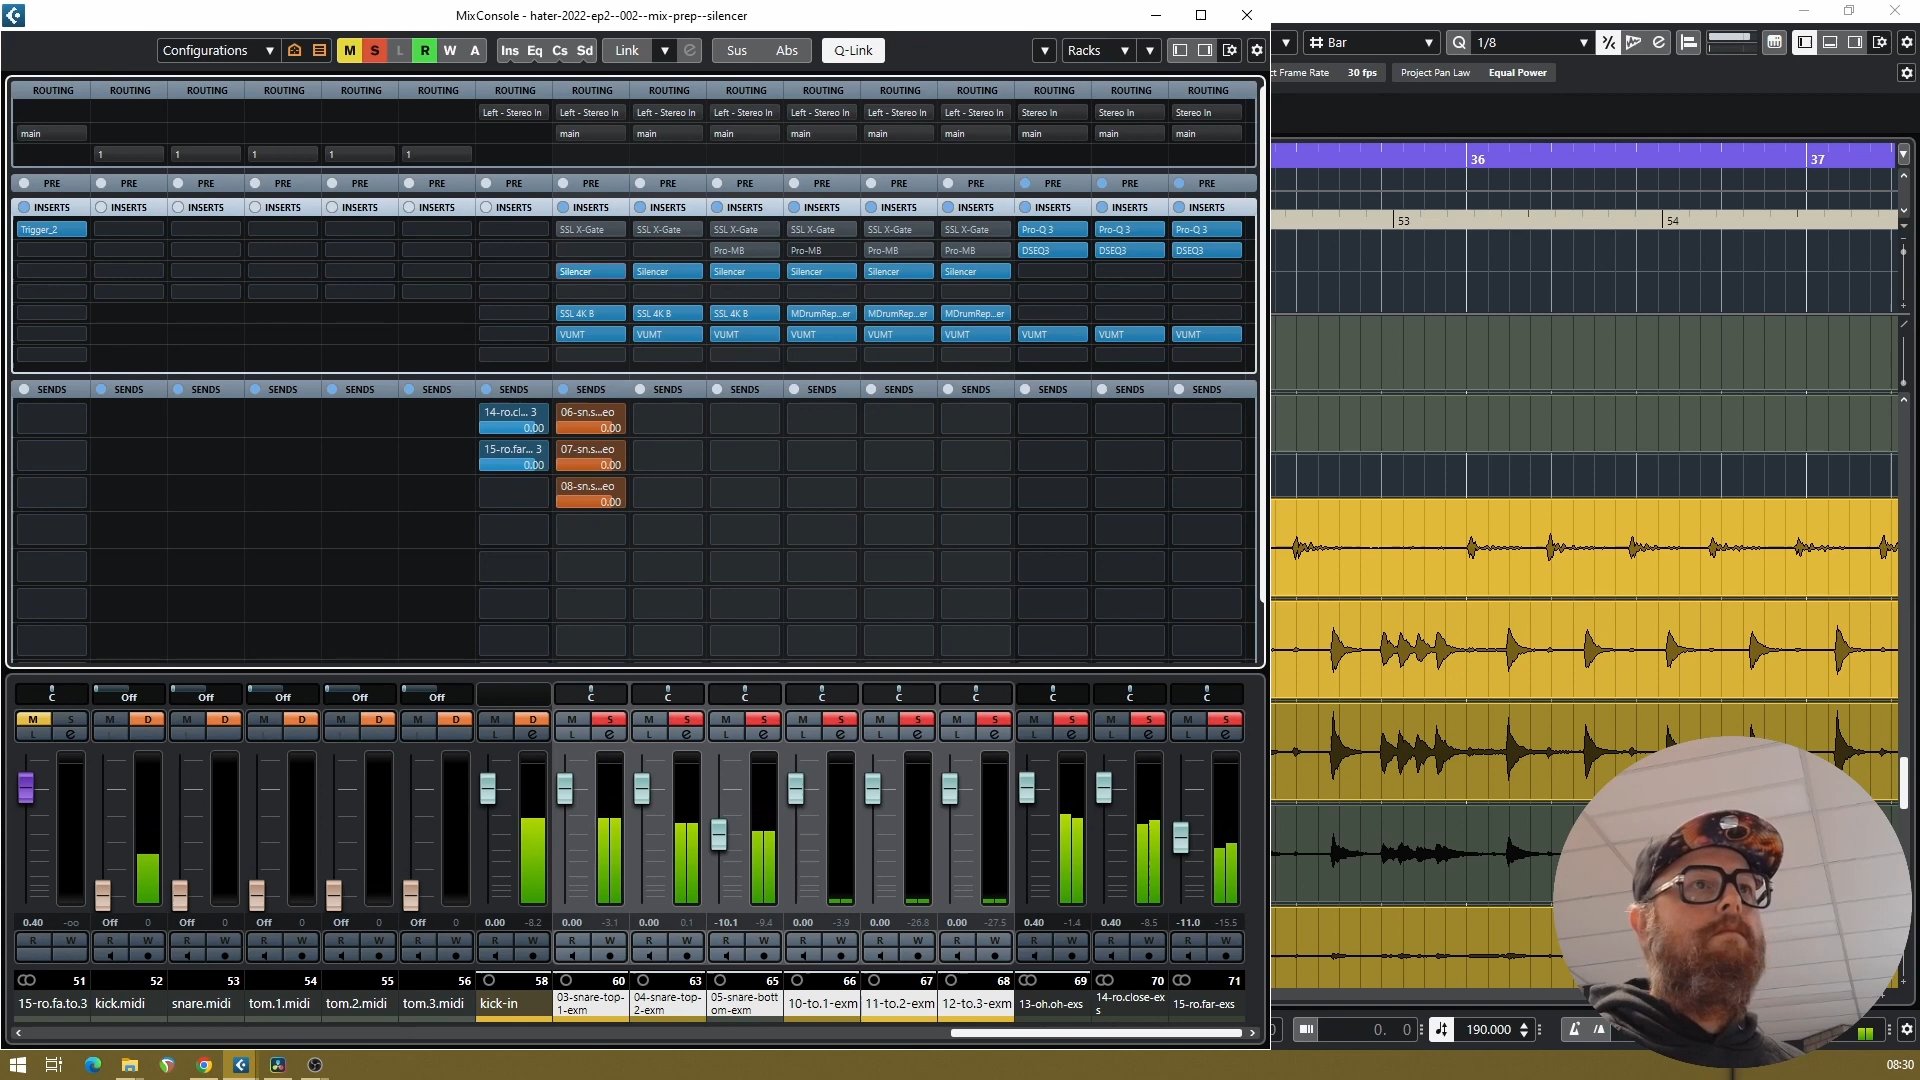 MixConsole - hater-2022-ep2--002--mix-prep--silencer
Configurations M S L R W A Ins Eq Cs Sd Link Sus Abs Q-Link Racks
Bar 1/8
ct Frame Rate 30 fps Project Pan Law Equal Power
ROUTING ROUTING ROUTING ROUTING ROUTING ROUTING ROUTING ROUTING ROUTING ROUTING ROUTING ROUTING ROUTING ROUTING ROUTING ROUTING
Left - Stereo In Left - Stereo In Left - Stereo In Left - Stereo In Left - Stereo In Left - Stereo In Left - Stereo In Stereo In Stereo In Stereo In
main main main main main main main main main main
1 1 1 1 1
36 37
53 54
PRE PRE PRE PRE PRE PRE PRE PRE PRE PRE PRE PRE PRE PRE PRE PRE
INSERTS INSERTS INSERTS INSERTS INSERTS INSERTS INSERTS INSERTS INSERTS INSERTS INSERTS INSERTS INSERTS INSERTS INSERTS INSERTS
Trigger_2 SSL X-Gate SSL X-Gate SSL X-Gate SSL X-Gate SSL X-Gate SSL X-Gate Pro-Q 3 Pro-Q 3 Pro-Q 3
Pro-MB Pro-MB Pro-MB Pro-MB DSEQ3 DSEQ3 DSEQ3
Silencer Silencer Silencer Silencer Silencer Silencer
SSL 4K B SSL 4K B SSL 4K B MDrumRep...er MDrumRep...er MDrumRep...er
VUMT VUMT VUMT VUMT VUMT VUMT VUMT VUMT VUMT
SENDS SENDS SENDS SENDS SENDS SENDS SENDS SENDS SENDS SENDS SENDS SENDS SENDS SENDS SENDS SENDS
14-ro.cl... 3 06-sn.s...eo
0.00 0.00
15-ro.far... 3 07-sn.s...eo
0.00 0.00
08-sn.s...eo
0.00
C Off Off Off Off Off C C C C C C C C C
M S M D M D M D M D M D M D M S M S M S M S M S M S M S M S M S
L e L L L L L L e L e L e L e L e L e L e L e L e L e
0.40 -oo Off 0 Off 0 Off 0 Off 0 Off 0 0.00 -8.2 0.00 -3.1 0.00 0.1 -10.1 -9.4 0.00 -3.9 0.00 -26.8 0.00 -27.5 0.40 -1.4 0.40 -8.5 -11.0 -15.5
R W R W R W R W R W R W R W R W R W R W R W R W R W R W R W R W
51 52 53 54 55 56 58 60 63 65 66 67 68 69 70 71
15-ro.fa.to.3 kick.midi snare.midi tom.1.midi tom.2.midi tom.3.midi kick-in 03-snare-top-1-exm 04-snare-top-2-exm 05-snare-bottom-exm 10-to.1-exm 11-to.2-exm 12-to.3-exm 13-oh.oh-exs 14-ro.close-exs 15-ro.far-exs
0. 0 190.000
08:30